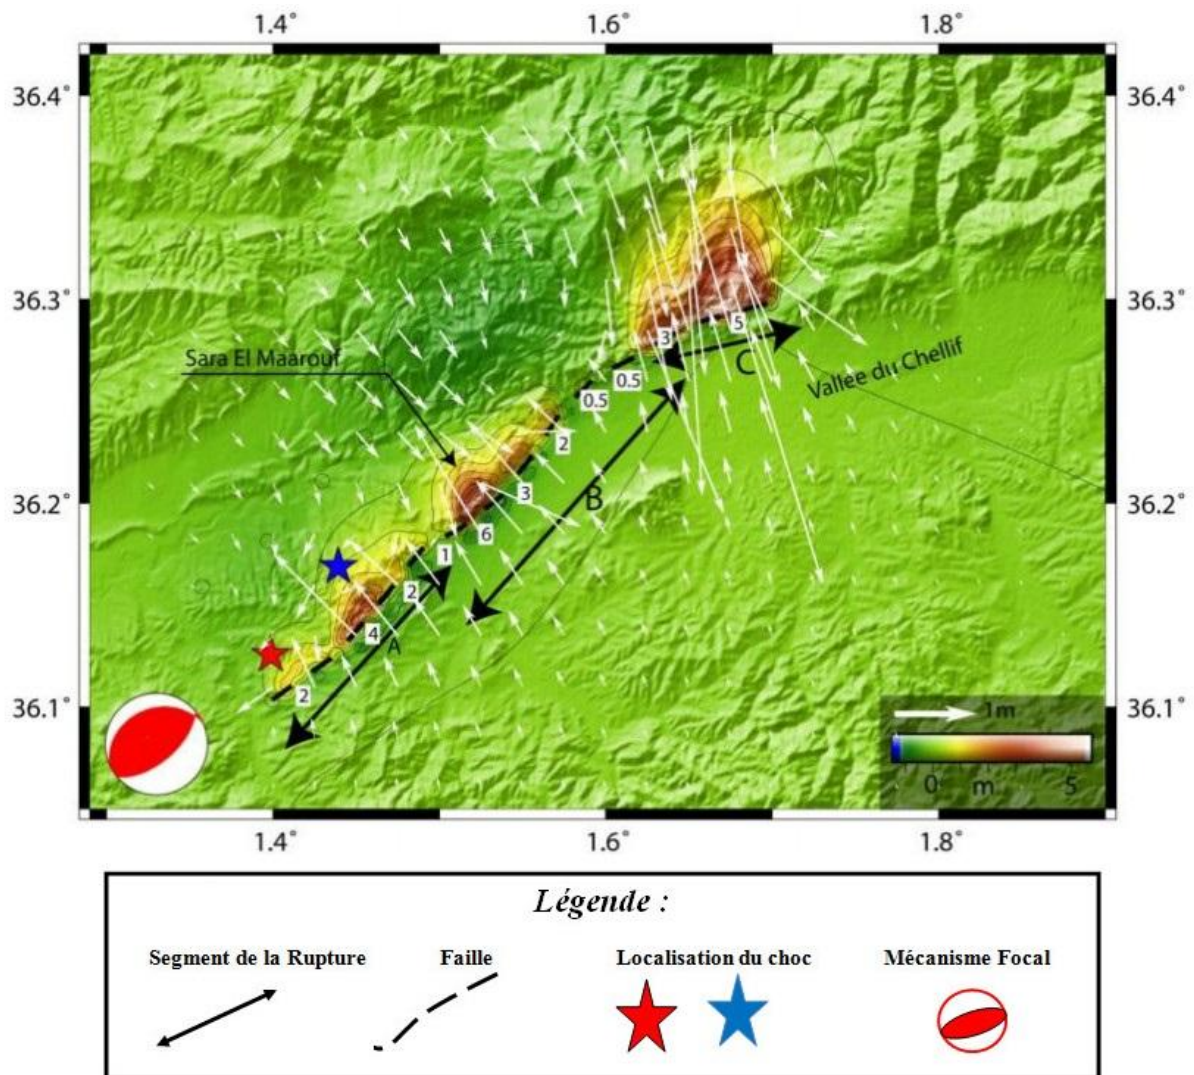 1.4° 1.6° 1.8°
36.4° 36.4°
36.3° 36.3°
5
3
C
Sara El Maarouf
Vallée du Chellif
0.5
0.5
2
3
B
36.2° 36.2°
6
1
2
4
A
2
36.1° 36.1°
1m
0 m 5
1.4° 1.6° 1.8°
Légende :
Segment de la Rupture Faille Localisation du choc Mécanisme Focal